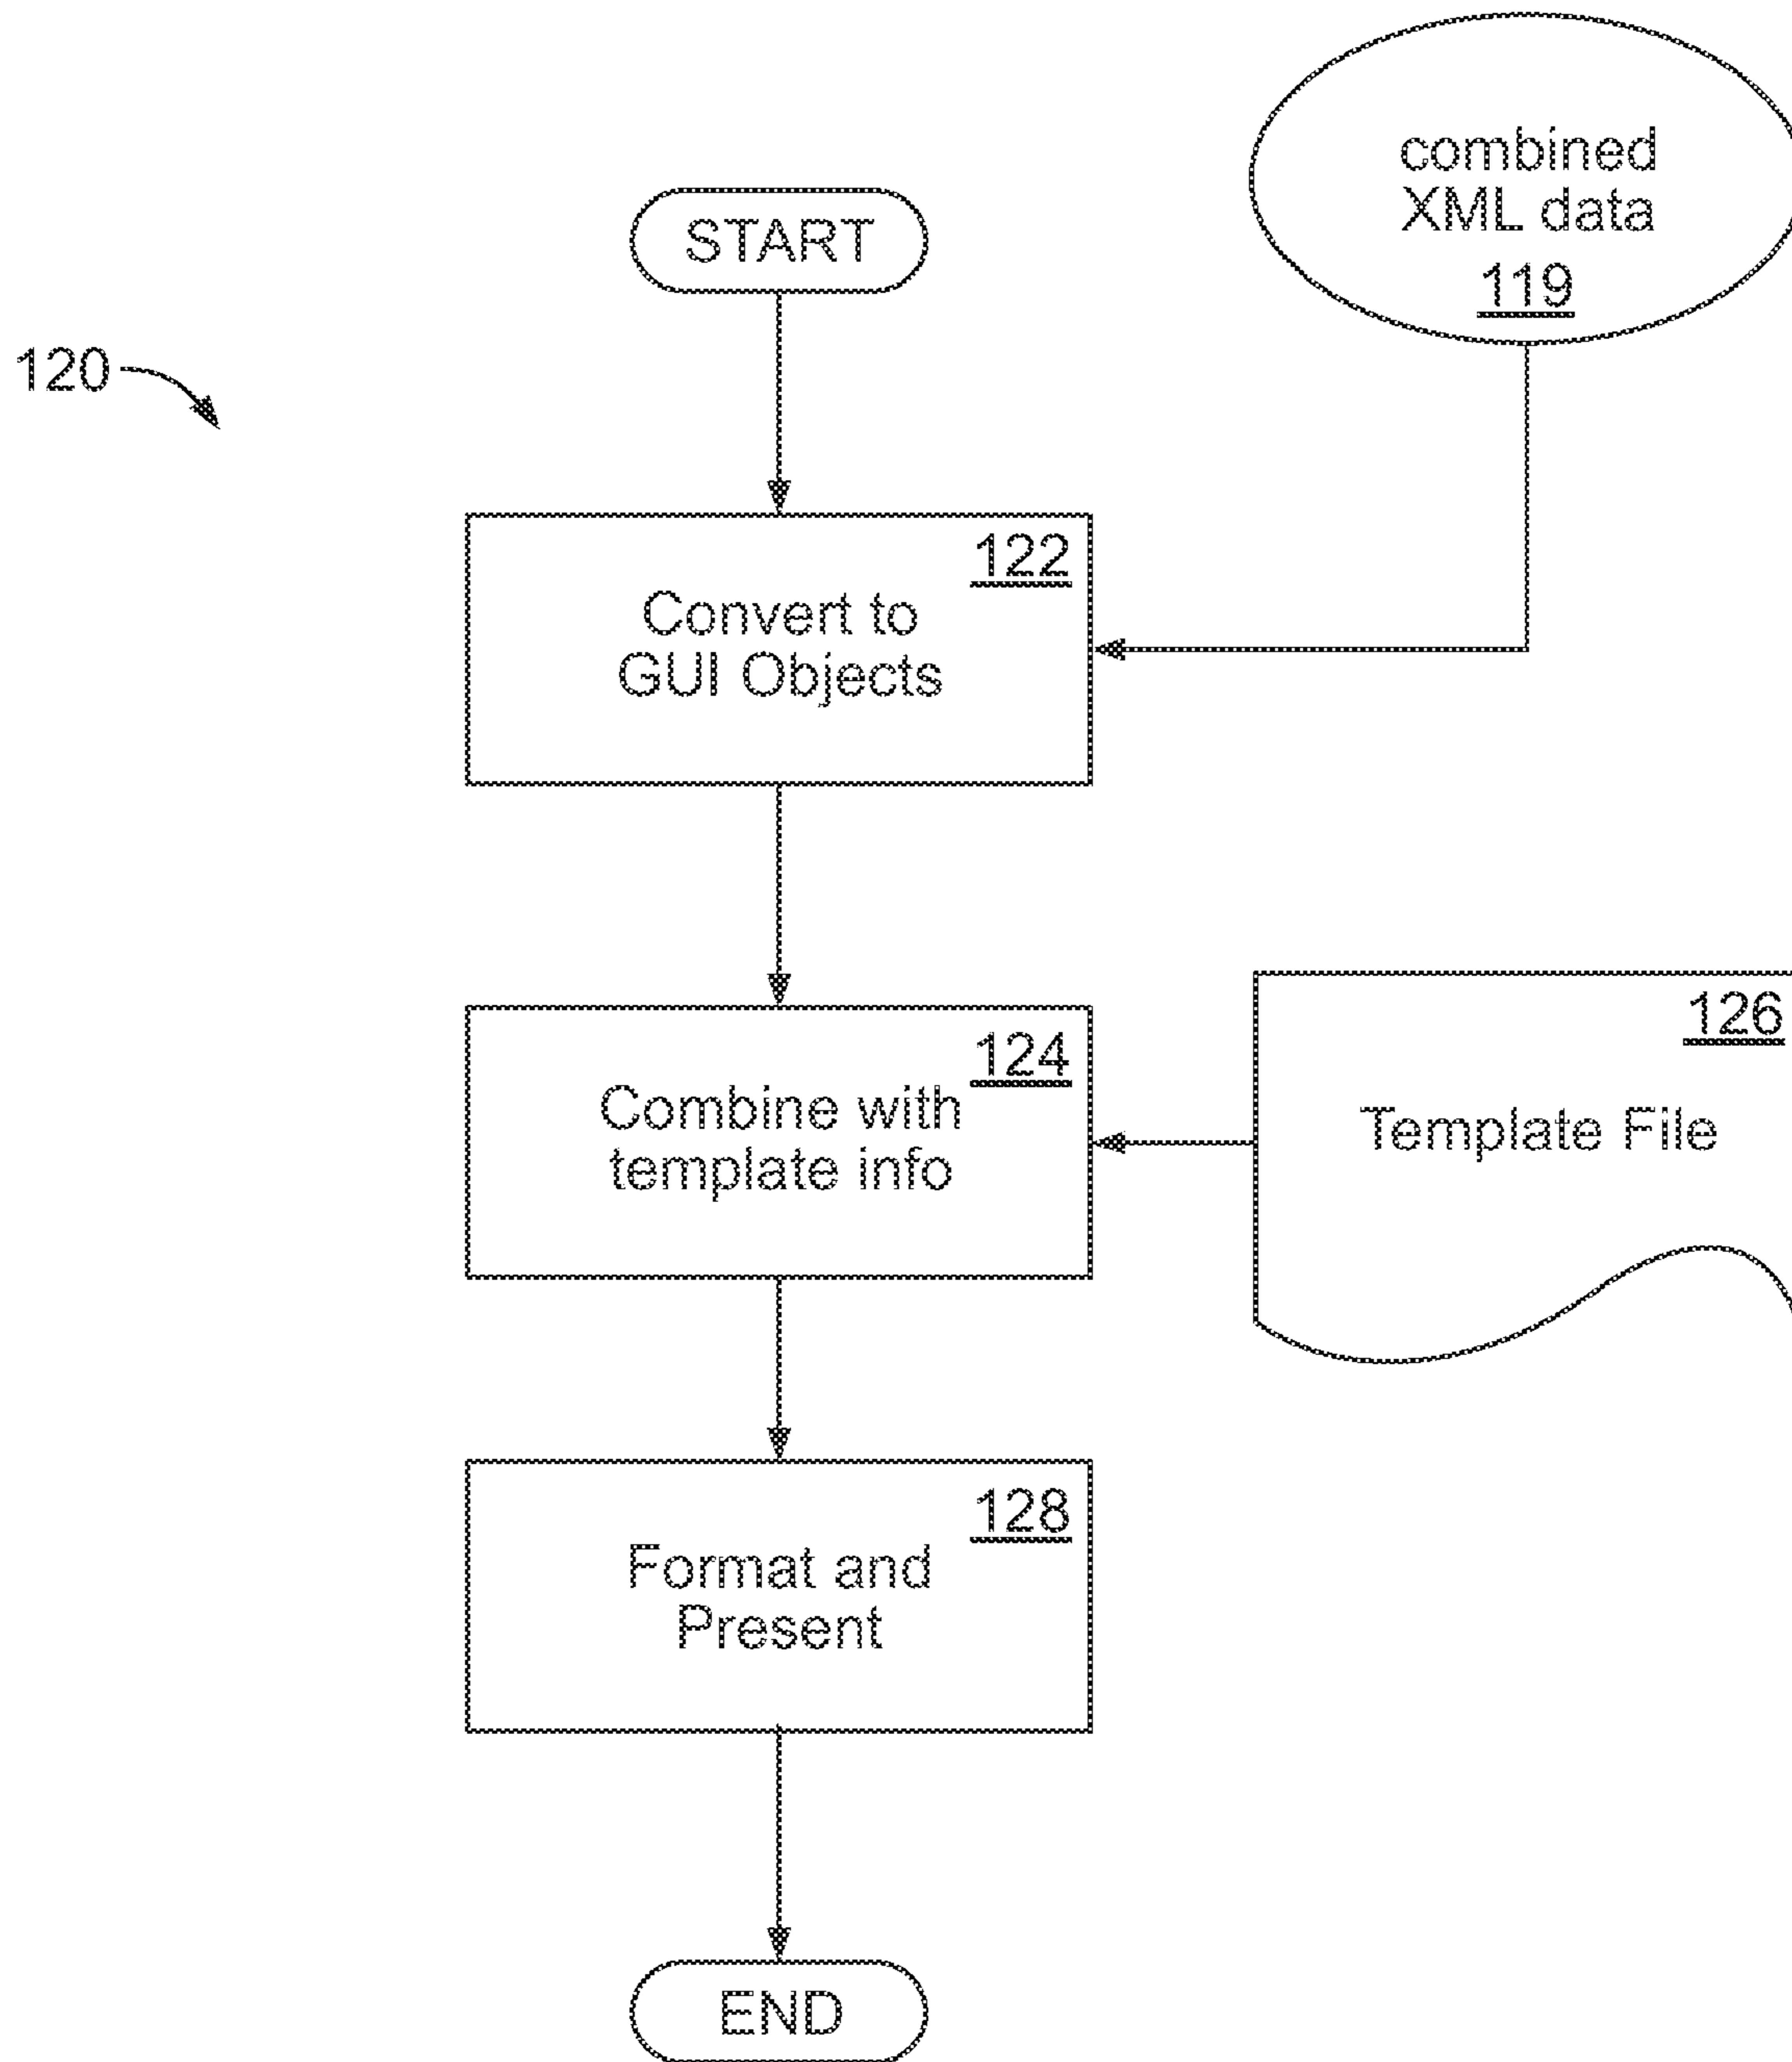 combined
XML data
119
START
120
122
Convert to
GUI Objects
126
124
Template File
Combine with
template info
128
Format and
Present
END